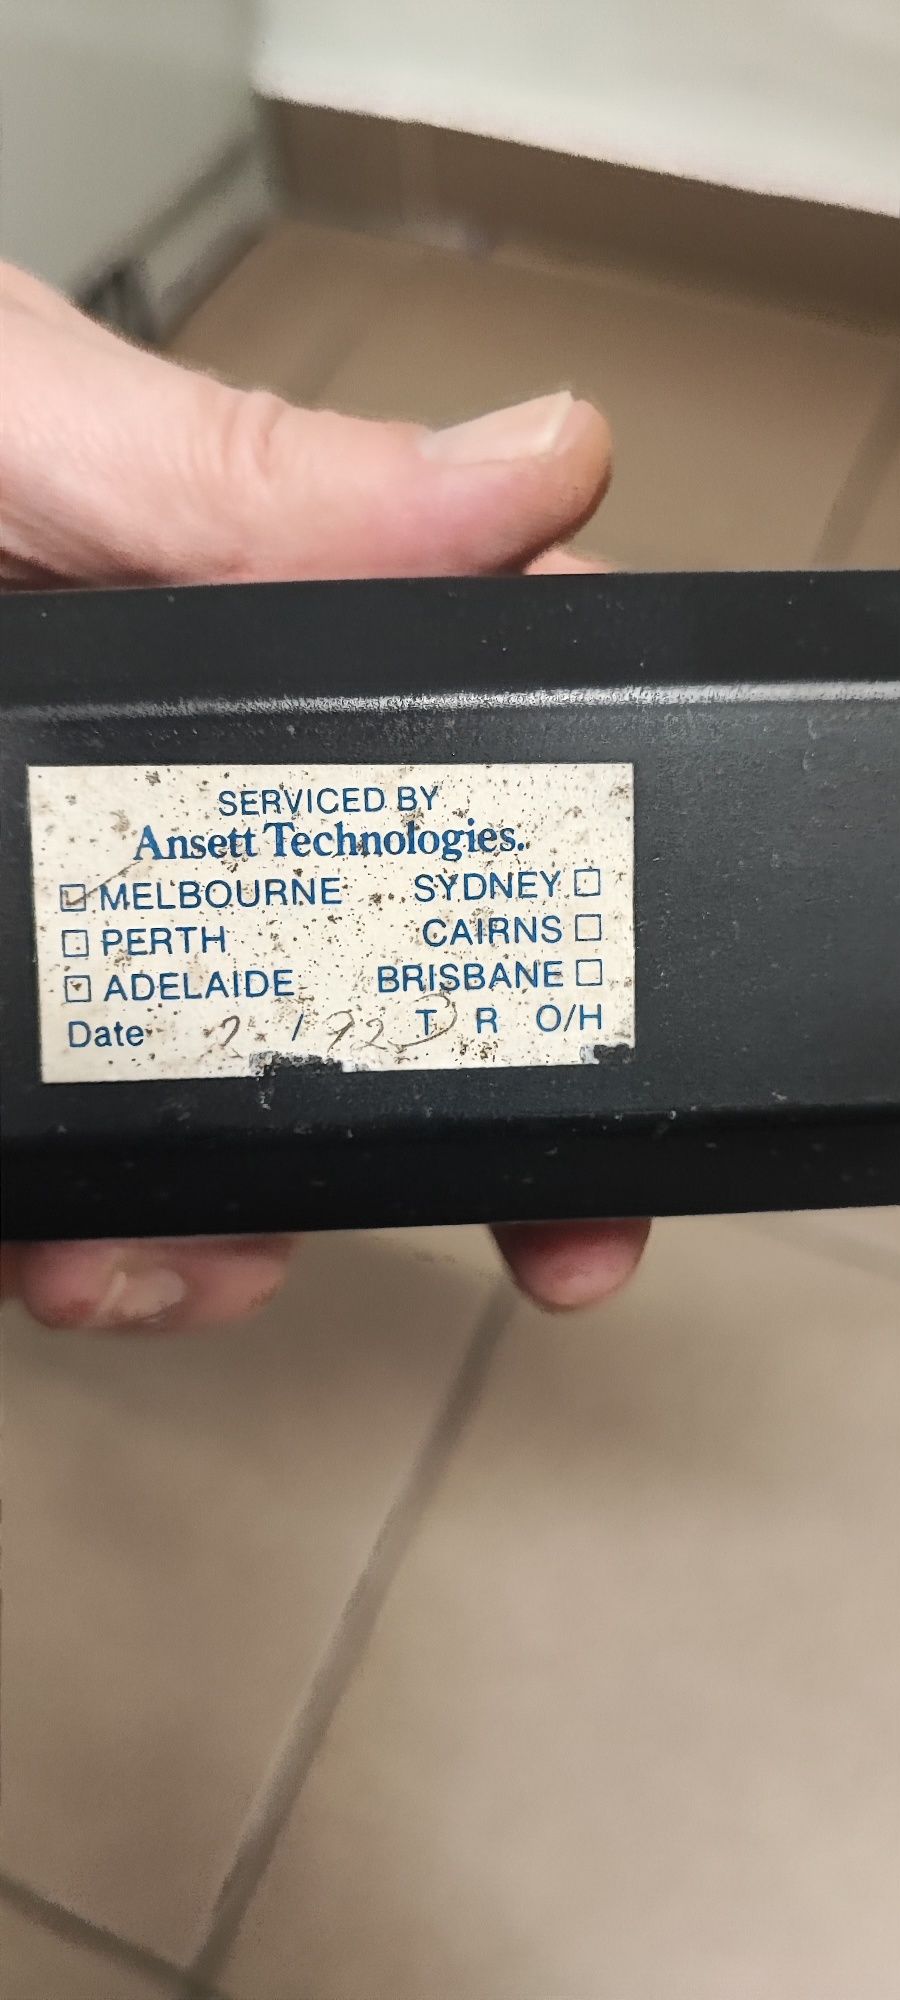 SERVICED BY
Ansett Technologies.
MELBOURNE SYDNEY
PERTH CAIRNS
ADELAIDE BRISBANE
Date 2 / 92 T R O/H